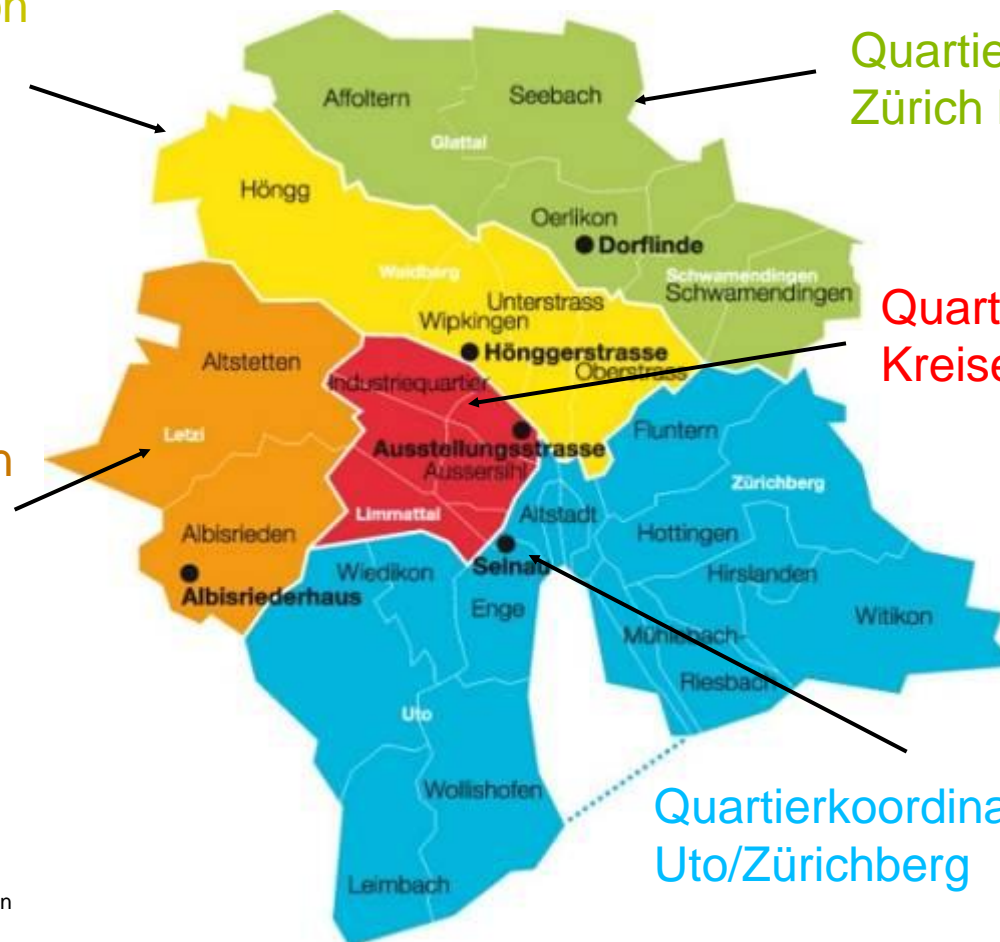 on
Quartie
Zürich
Affoltern
Seebach
Glattal
Höngg
Oerlikon
Dorflinde
Waidberg
Schwamendingen
Schwamendingen
Unterstrass
Wipkingen
Hönggerstrasse
Oberstrass
Quart
Kreise
Altstetten
Industriequartier
Letzi
Fluntern
Ausstellungsstrasse
Aussersihl
n
Zürichberg
Limmattal
Altstadt
Albisrieden
Hottingen
Selnau
Wiedikon
Hirslanden
Albisriederhaus
Enge
Witikon
Mühlebach-
Riesbach
Uto
Wollishofen
Quartierkoordina
Uto/Zürichberg
Leimbach
n